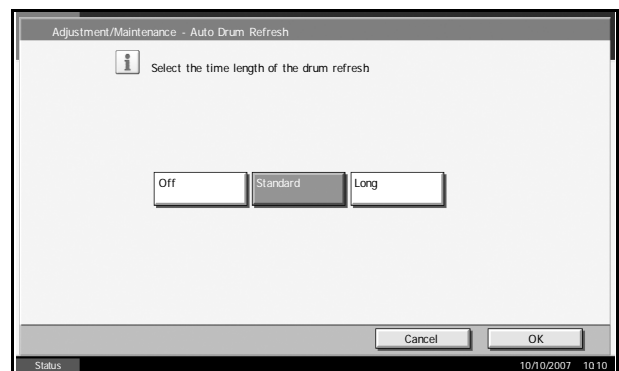 Adjustment/Maintenance - Auto Drum Refresh
i Select the time length of the drum refresh
Off Standard Long
Cancel OK
Status 10/10/2007 10:10